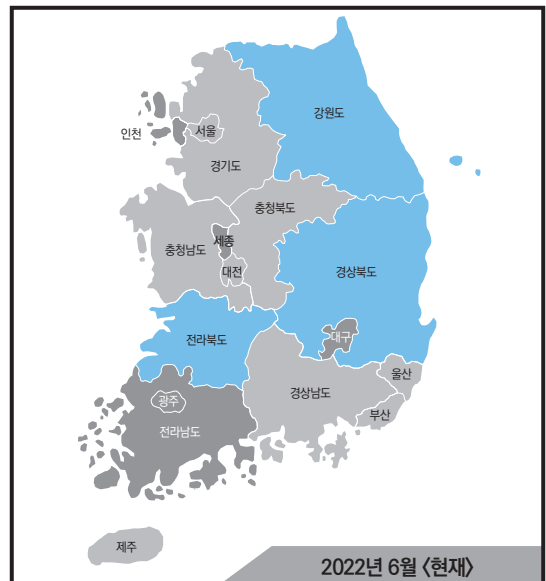 강원도
인천
서울
경기도
충청북도
세종
충청남도
대전
경상북도
전라북도
대구
울산
경상남도
광주
부산
전라남도
제주
2022년 6월 〈현재〉